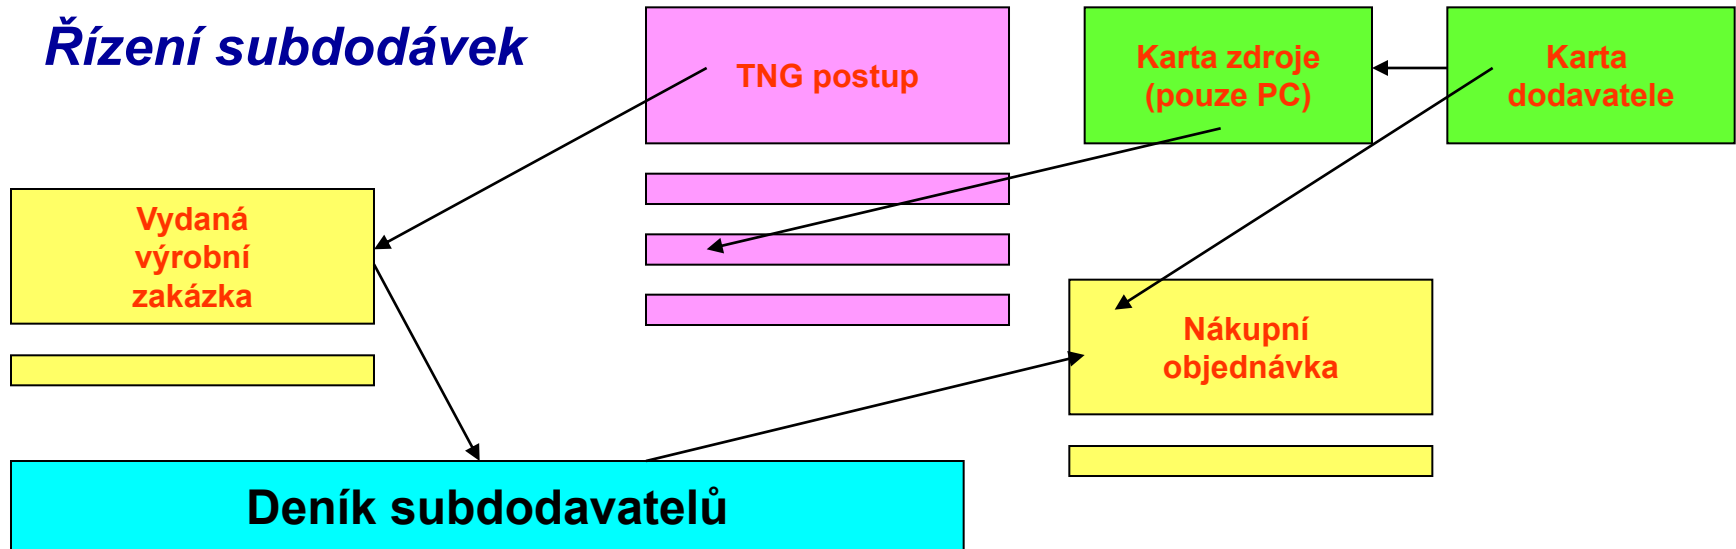 Řízení subdodávek
TNG postup
Karta zdroje
(pouze PC)
Karta
dodavatele
Vydaná
výrobní
zakázka
Nákupní
objednávka
Deník subdodavatelů